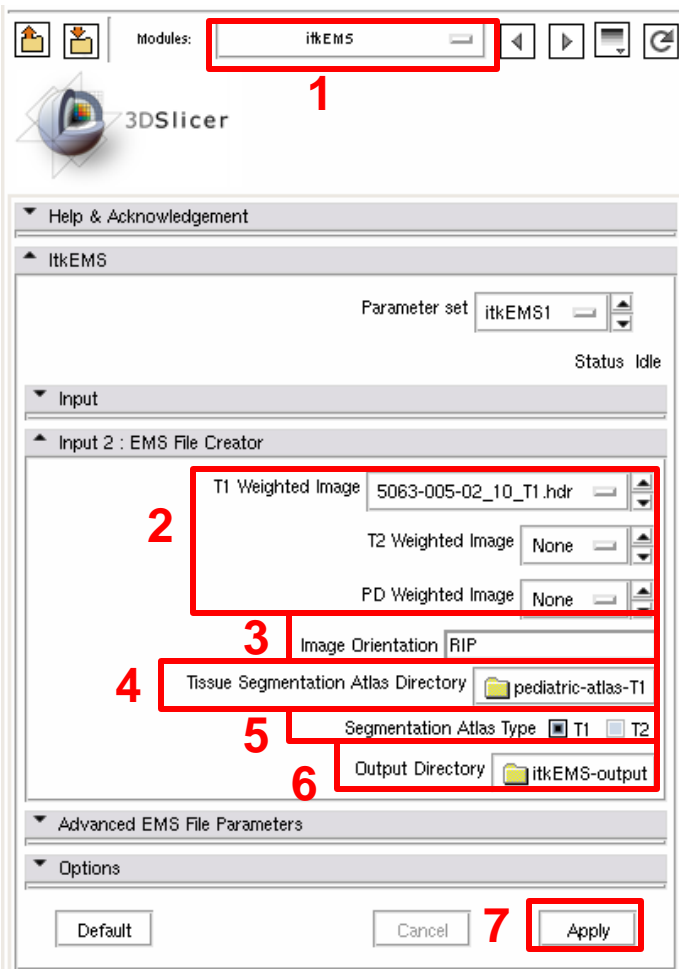 Modules: itkEMS
1
3DSlicer
Help & Acknowledgement
ItkEMS
Parameter set itkEMS1
Status Idle
Input
Input 2 : EMS File Creator
T1 Weighted Image 5063-005-02_10_T1.hdr
2
T2 Weighted Image None
PD Weighted Image None
3
Image Orientation RIP
4
Tissue Segmentation Atlas Directory pediatric-atlas-T1
5
Segmentation Atlas Type T1 T2
6
Output Directory itkEMS-output
Advanced EMS File Parameters
Options
Default Cancel 7 Apply